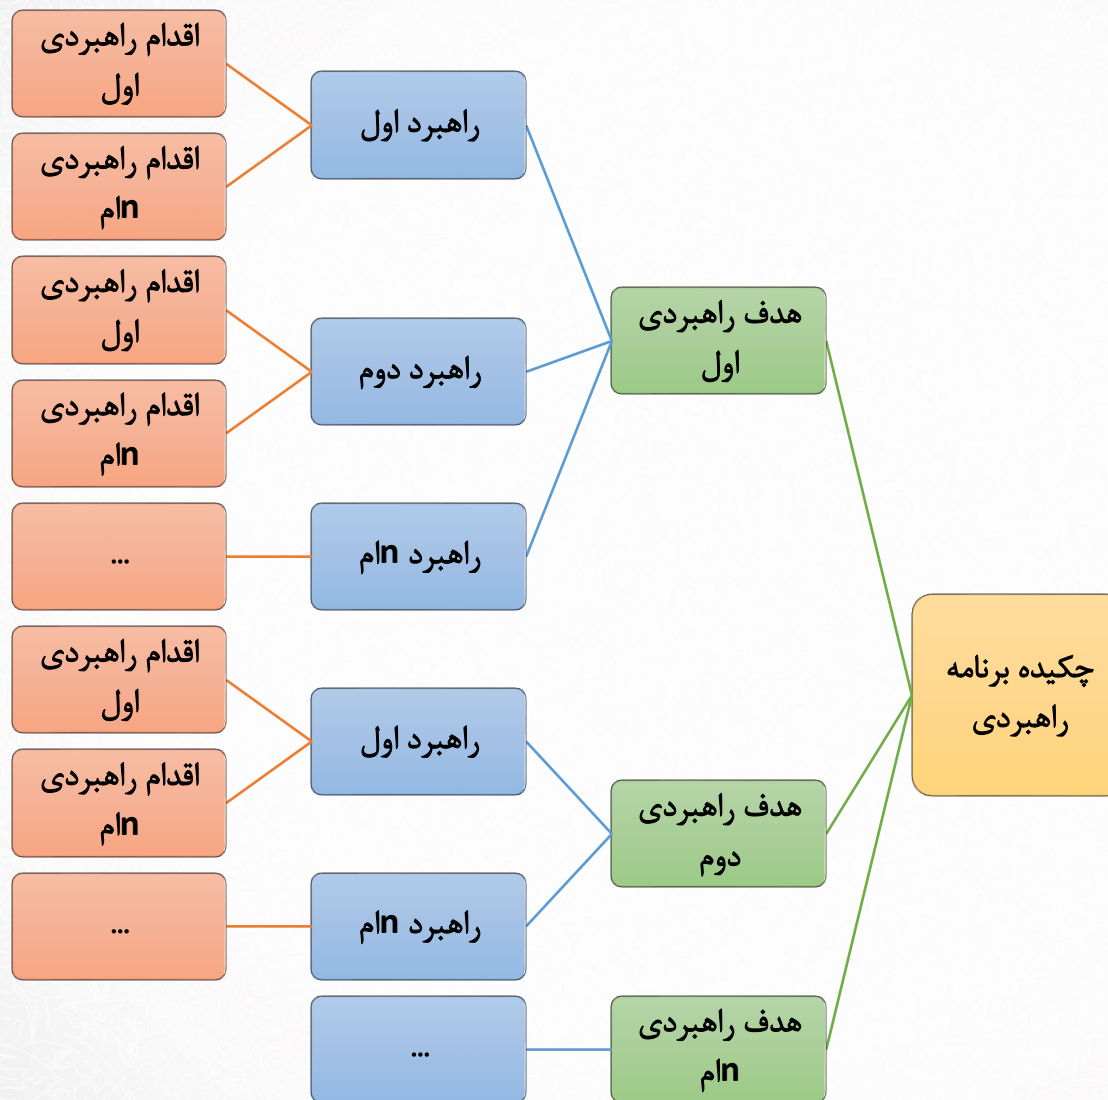 چکیده برنامه
راهبردی
هدف راهبردی
اول
راهبرد اول
اقدام راهبردی
اول
اقدام راهبردی
nام
راهبرد دوم
اقدام راهبردی
اول
اقدام راهبردی
nام
راهبرد nام
...
هدف راهبردی
دوم
راهبرد اول
اقدام راهبردی
اول
اقدام راهبردی
nام
راهبرد nام
...
هدف راهبردی
nام
...